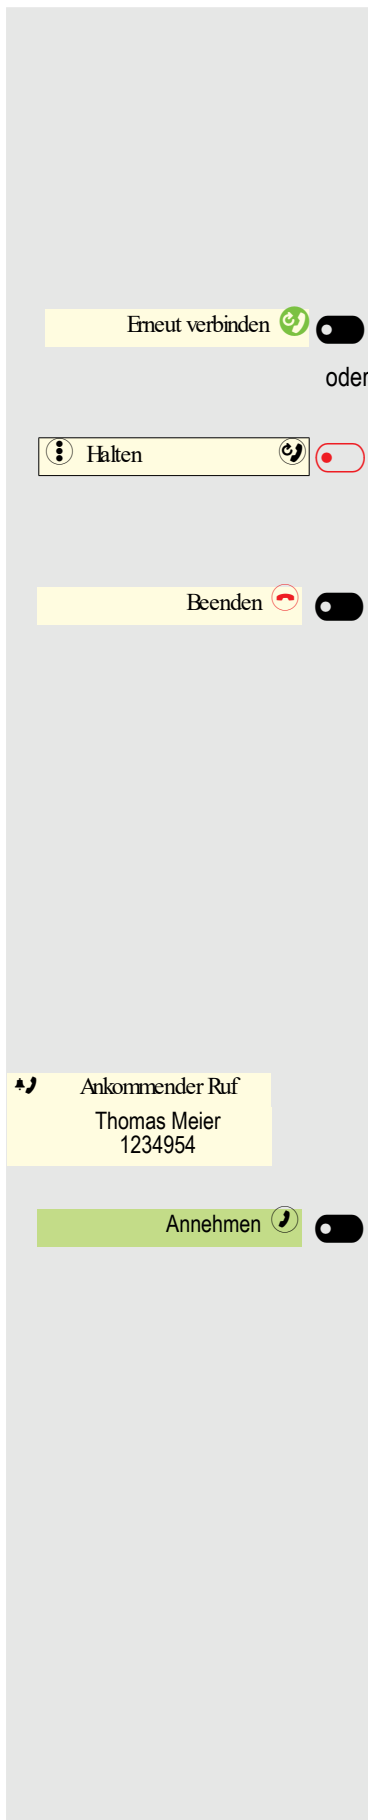 Erneut verbinden
oder
Halten
Beenden
Ankommender Ruf
Thomas Meier
1234954
Annehmen